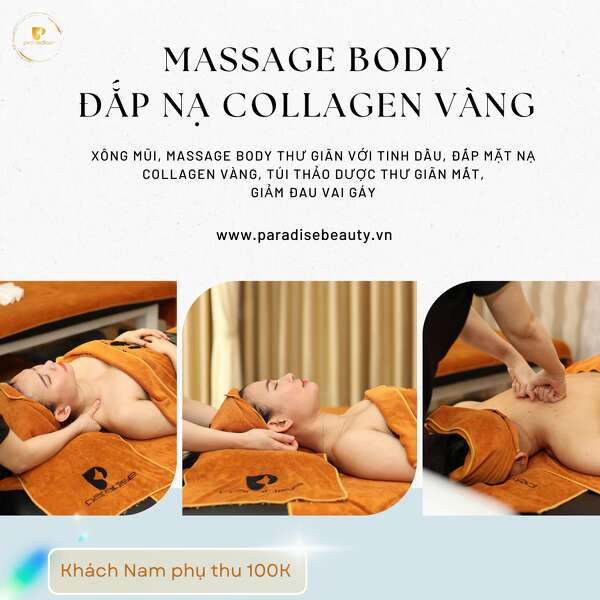 paradise
MASSAGE BODY
ĐẮP NẠ COLLAGEN VÀNG
XÔNG MŨI, MASSAGE BODY THƯ GIÃN VỚI TINH DẦU, ĐẮP MẶT NẠ
COLLAGEN VÀNG, TÚI THẢO DƯỢC THƯ GIÃN MẮT,
GIẢM ĐAU VAI GÁY
www.paradisebeauty.vn
paradise
Khách Nam phụ thu 100K